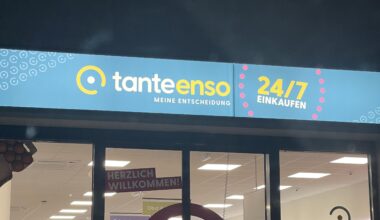 tante enso
MEINE ENTSCHEIDUNG
24/7
EINKAUFEN
HERZLICH
WILLKOMMEN!